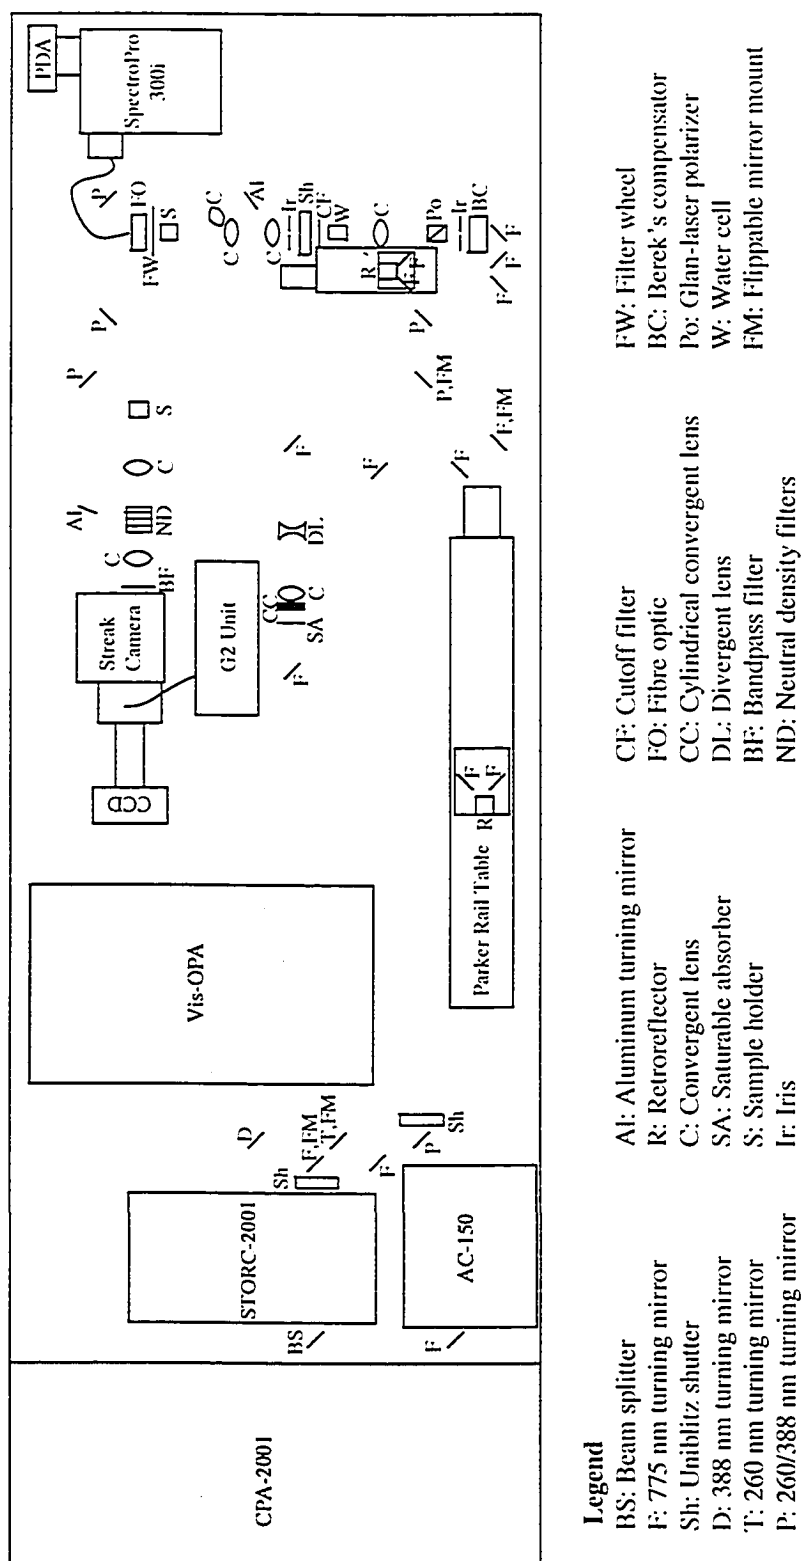 CPA-2001
BS
F
STORC-2001
AC-150
Sh
F
P
Sh
D
F,FM
T,FM
Vis-OPA
Parker Rail Table
R
F
F
CCD
Streak
Camera
G2 Unit
F
SA
CC
C
DL
F
F
F
F,FM
P,FM
BF
C
ND
Al
C
S
P
P
P
F
F
F
R
F
F
BC
Ir
Po
C
W
CF
Sh
Ir
Al
C
C
C
S
FW
FO
P
SpectroPro
300i
PDA
Legend
BS: Beam splitter
F: 775 nm turning mirror
Sh: Uniblitz shutter
D: 388 nm turning mirror
T: 260 nm turning mirror
P: 260/388 nm turning mirror
Al: Aluminum turning mirror
R: Retroreflector
C: Convergent lens
SA: Saturable absorber
S: Sample holder
Ir: Iris
CF: Cutoff filter
FO: Fibre optic
CC: Cylindrical convergent lens
DL: Divergent lens
BF: Bandpass filter
ND: Neutral density filters
FW: Filter wheel
BC: Berek's compensator
Po: Glan-laser polarizer
W: Water cell
FM: Flippable mirror mount